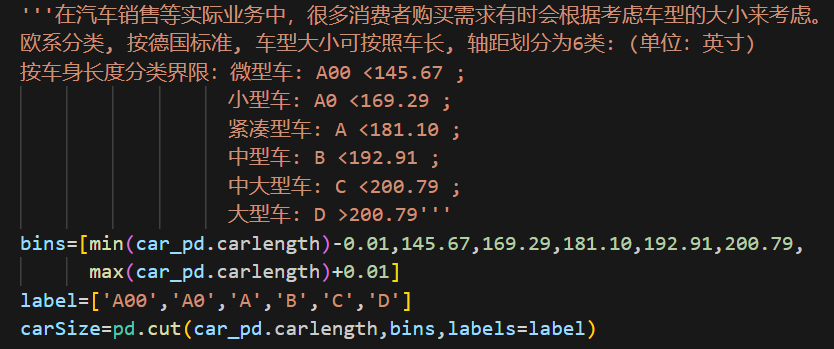 '''在汽车销售等实际业务中，很多消费者购买需求有时会根据考虑车型的大小来考虑。
欧系分类，按德国标准，车型大小可按照车长，轴距划分为6类：(单位：英寸)
按车身长度分类界限：微型车：A00 <145.67 ;
小型车：A0 <169.29 ;
紧凑型车：A <181.10 ;
中型车：B <192.91 ;
中大型车：C <200.79 ;
大型车：D >200.79'''
bins=[min(car_pd.carlength)-0.01,145.67,169.29,181.10,192.91,200.79,
max(car_pd.carlength)+0.01]
label=['A00','A0','A','B','C','D']
carSize=pd.cut(car_pd.carlength,bins,labels=label)